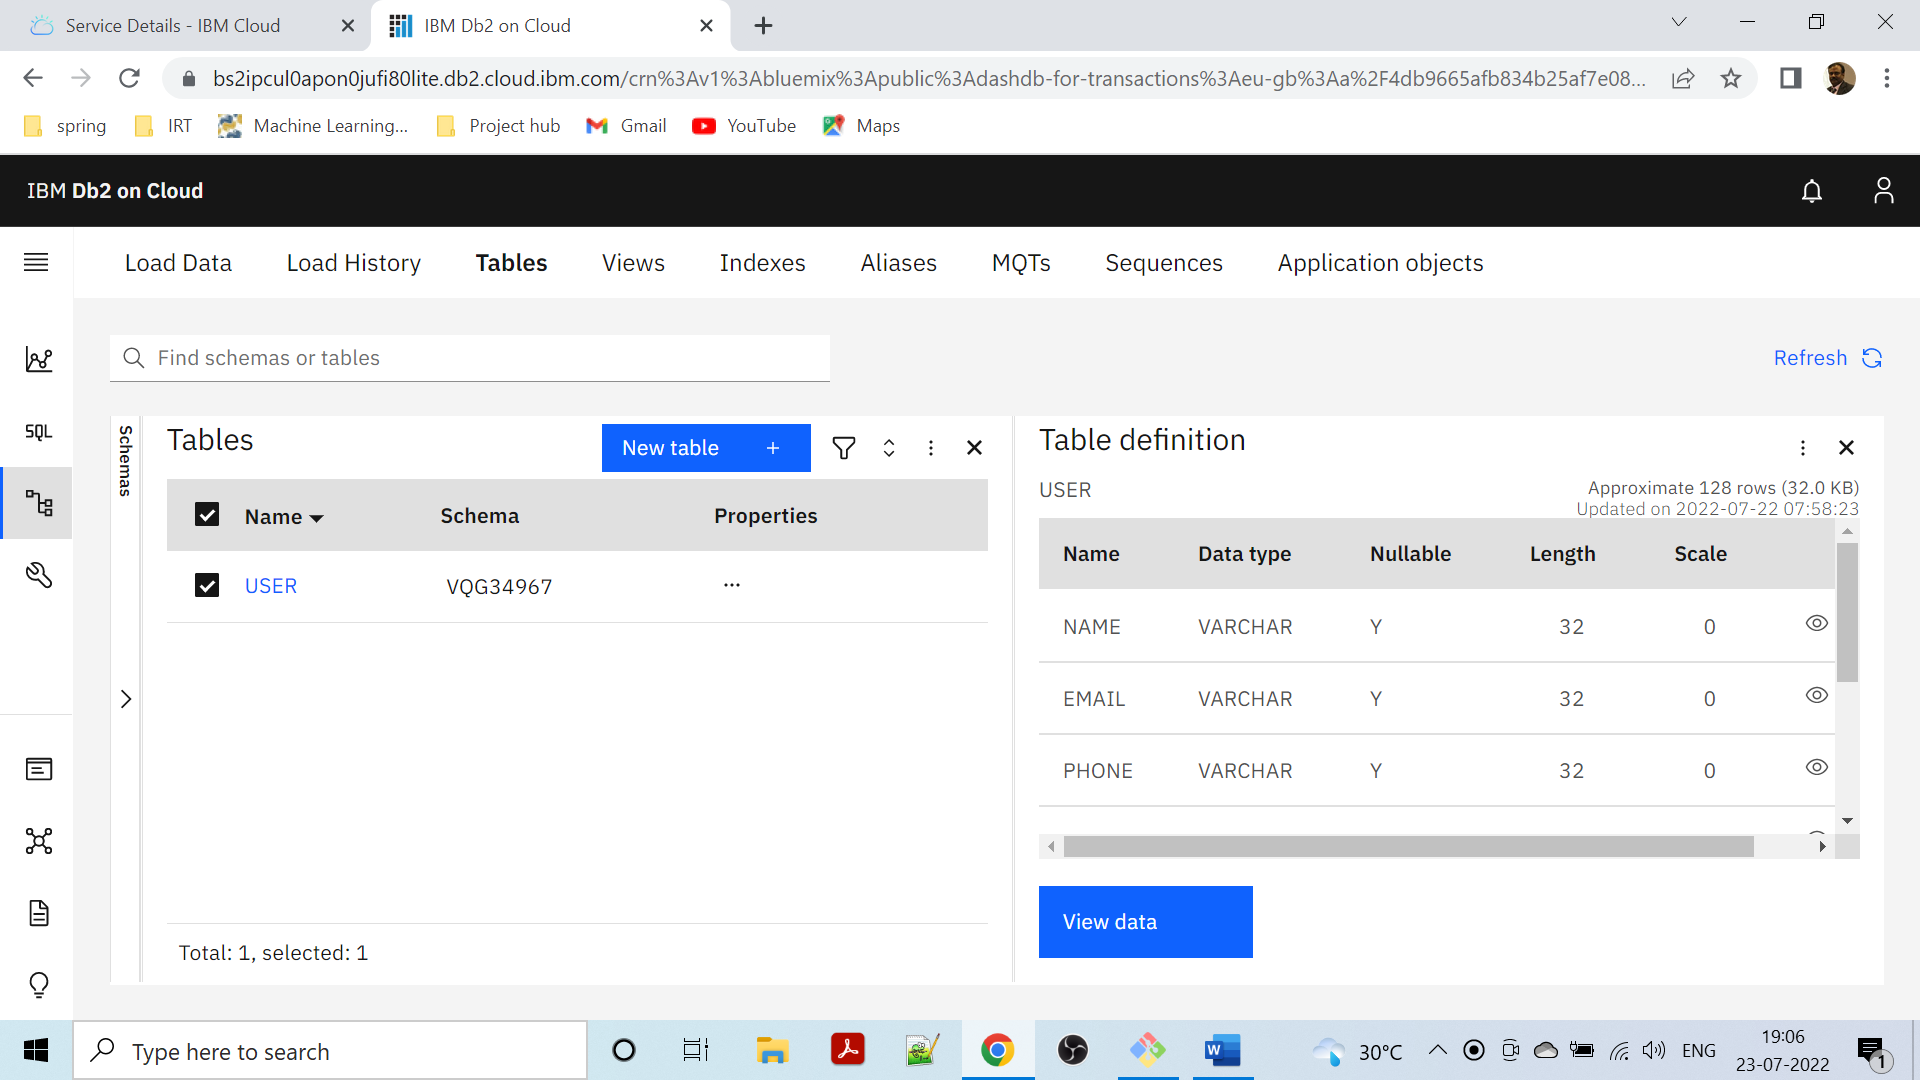 Service Details - IBM Cloud
IBM Db2 on Cloud
bs2ipcul0apon0jufi80lite.db2.cloud.ibm.com/crn%3Av1%3Abluemix%3Apublic%3Adashdb-for-transactions%3Aeu-gb%3Aa%2F4db9665afb834b25af7e08...
spring IRT Machine Learning... Project hub Gmail YouTube Maps
IBM Db2 on Cloud
Load Data Load History Tables Views Indexes Aliases MQTs Sequences Application objects
Find schemas or tables
Refresh
SQL
Schemas
Tables
New table +
Name Schema Properties
USER VQG34967 ...
Total: 1, selected: 1
Table definition
USER
Approximate 128 rows (32.0 KB)
Updated on 2022-07-22 07:58:23
Name Data type Nullable Length Scale
NAME VARCHAR Y 32 0
EMAIL VARCHAR Y 32 0
PHONE VARCHAR Y 32 0
View data
Type here to search
W
30°C
ENG
19:06
23-07-2022
1